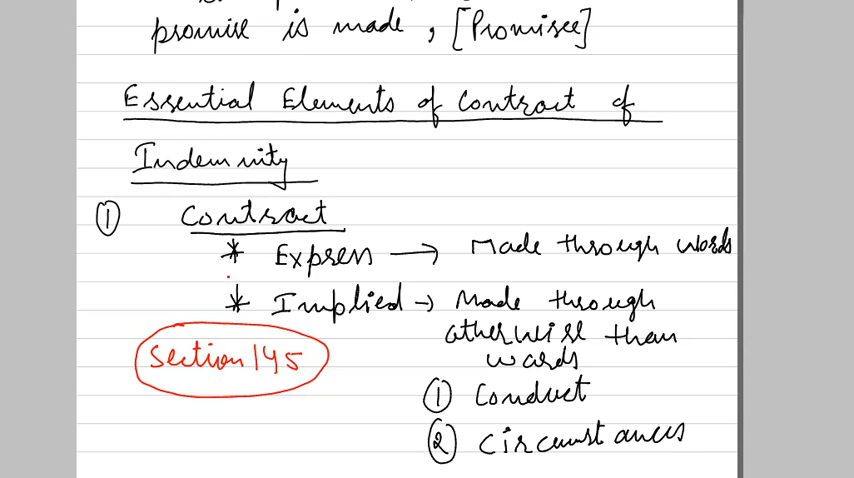 promise is made, [Promisee]
Essential Elements of Contract of
Indemnity
① Contract
* Express → Made through words
* Implied → Made through
otherwise than
words
Section 145
① Conduct
② Circumstances